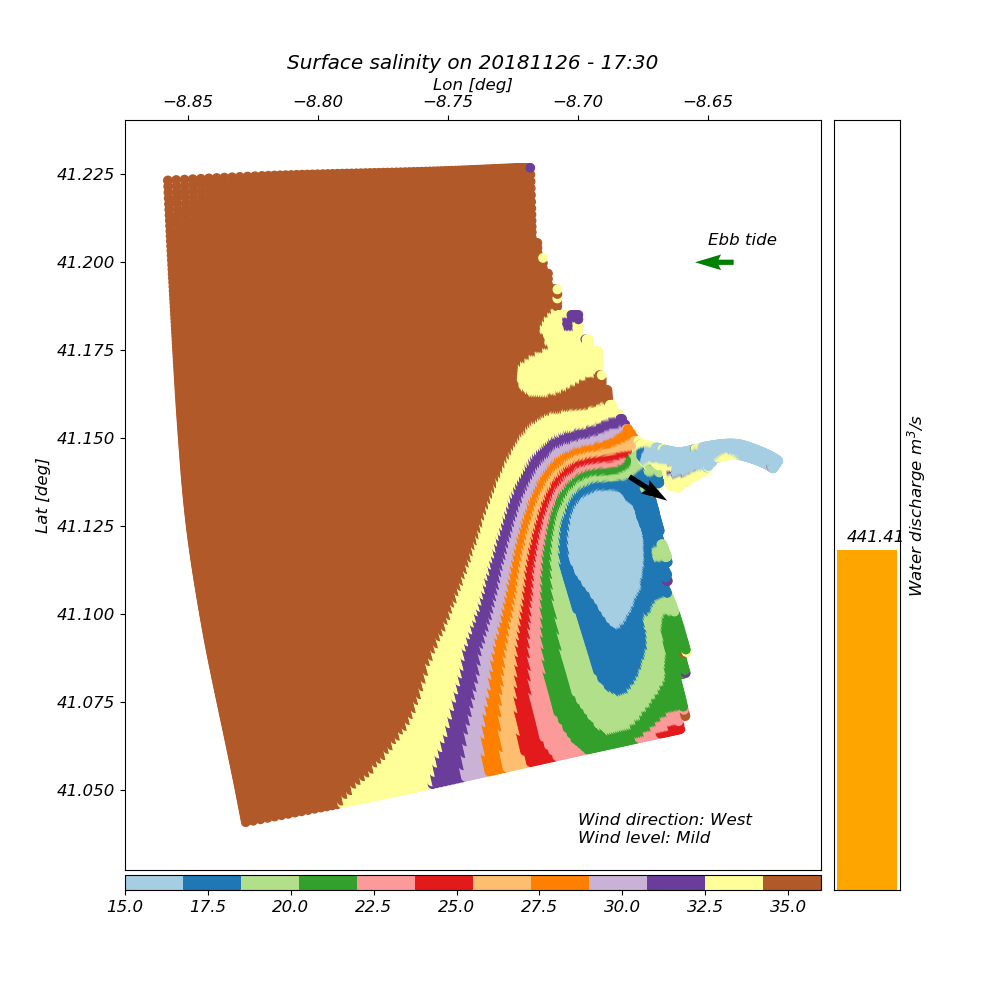 Surface salinity on 20181126 - 17:30
Lon [deg]
−8.85 −8.80 −8.75 −8.70 −8.65
41.225
41.200
41.175
41.150
41.125
41.100
41.075
41.050
Lat [deg]
Ebb tide
441.41
Water discharge m³/s
Wind direction: West
Wind level: Mild
15.0 17.5 20.0 22.5 25.0 27.5 30.0 32.5 35.0